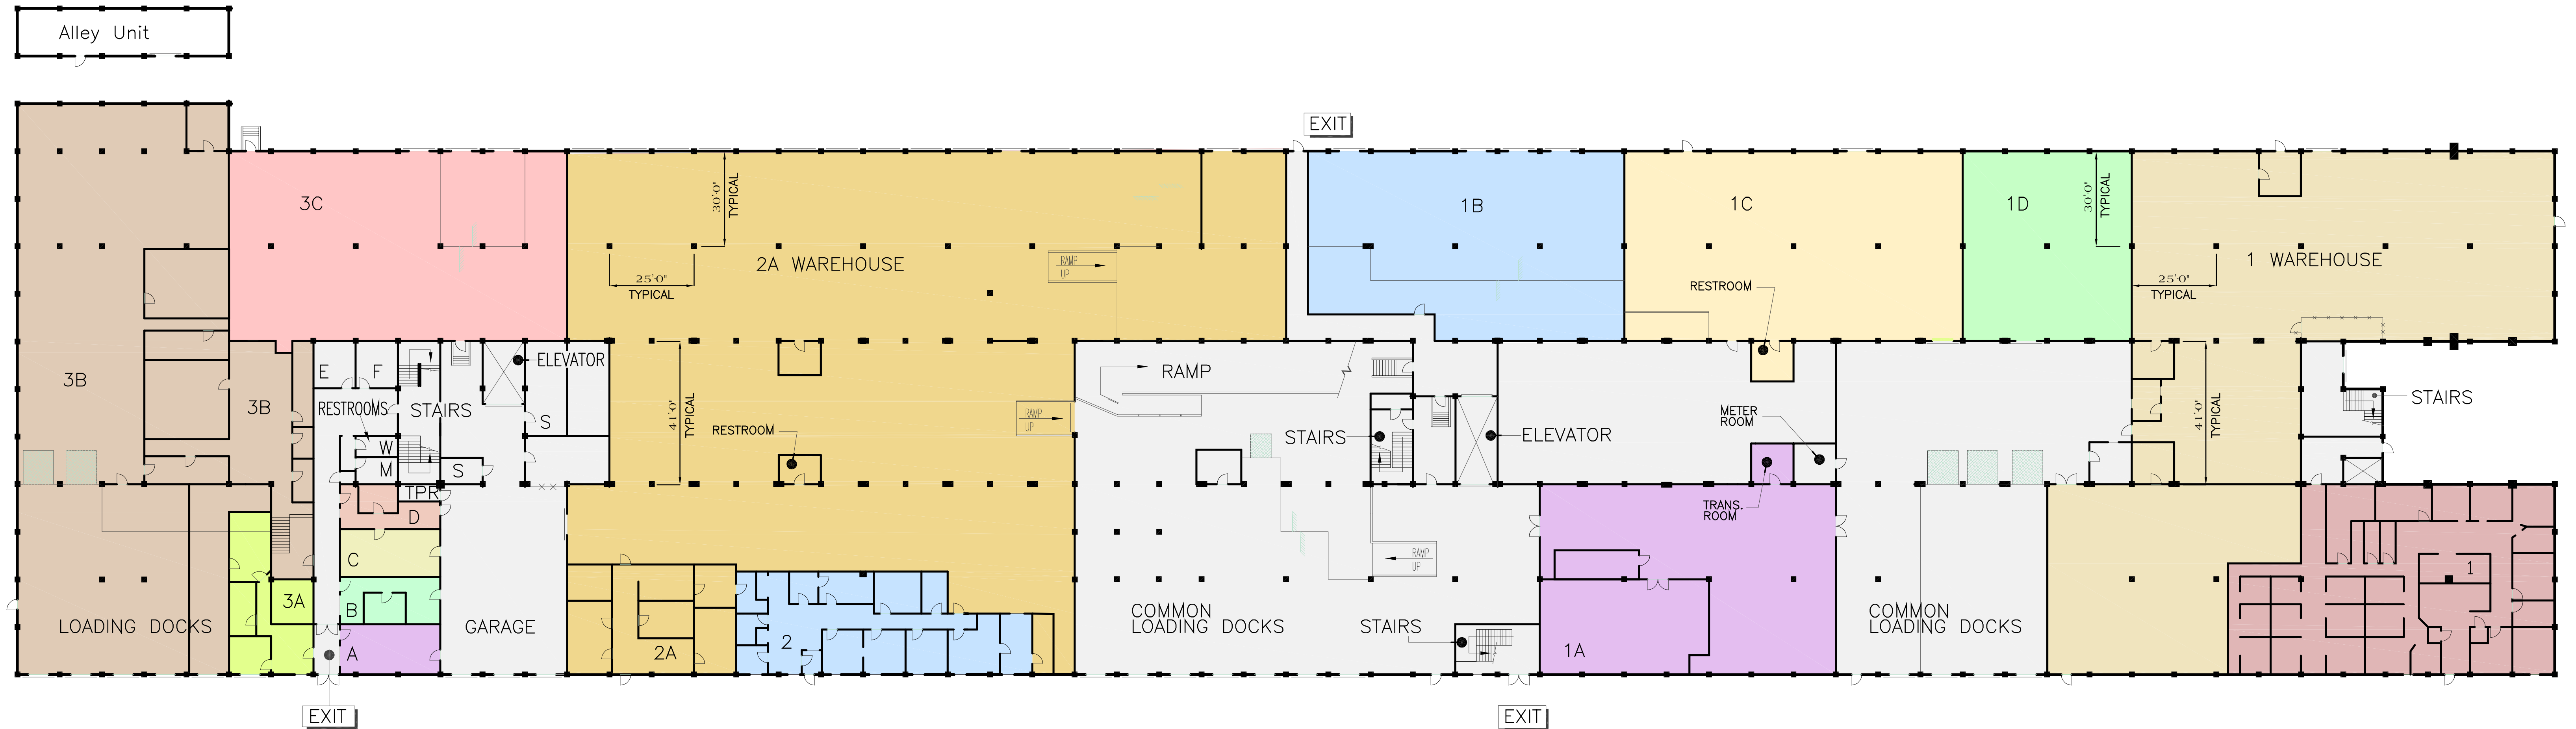 Alley Unit
EXIT
3C
30'-0"
TYPICAL
1B
1C
1D
30'-0"
TYPICAL
2A WAREHOUSE
RAMP
UP
1 WAREHOUSE
25'-0"
TYPICAL
RESTROOM
25'-0"
TYPICAL
3B
3B
E
F
ELEVATOR
RAMP
RESTROOMS
STAIRS
S
41'-0"
TYPICAL
RAMP
UP
METER
ROOM
41'-0"
TYPICAL
STAIRS
RESTROOM
STAIRS
ELEVATOR
W
M
S
TPR
D
TRANS.
ROOM
C
RAMP
UP
1
3A
B
LOADING DOCKS
GARAGE
COMMON
LOADING DOCKS
STAIRS
COMMON
LOADING DOCKS
A
2A
2
1A
EXIT
EXIT